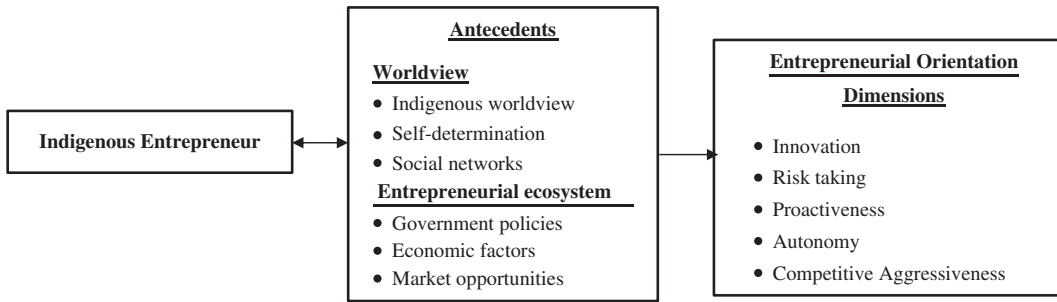 Indigenous Entrepreneur
Antecedents
Worldview
• Indigenous worldview
• Self-determination
• Social networks
Entrepreneurial ecosystem
• Government policies
• Economic factors
• Market opportunities
Entrepreneurial Orientation
Dimensions
• Innovation
• Risk taking
• Proactiveness
• Autonomy
• Competitive Aggressiveness